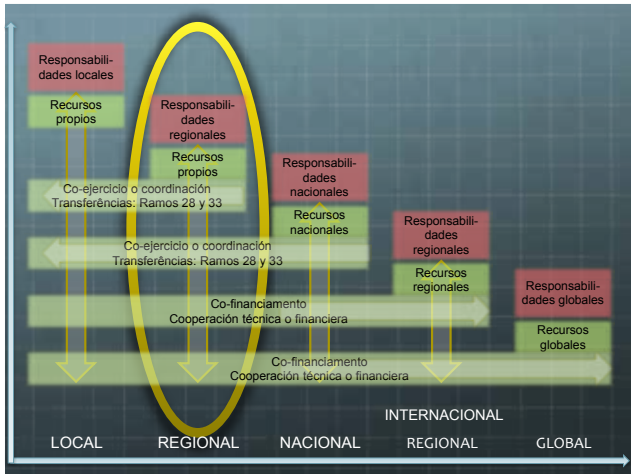 Responsabili-
dades locales
Recursos
propios
Responsabili-
dades
regionales
Recursos
propios
Responsabili-
dades
nacionales
Recursos
nacionales
Co-ejercicio o coordinación
Transferências: Ramos 28 y 33
Co-ejercicio o coordinación
Transferências: Ramos 28 y 33
Responsabili-
dades
regionales
Recursos
regionales
Responsabili-
dades globales
Recursos
globales
Co-financiamento
Cooperación técnica o financiera
Co-financiamento
Cooperación técnica o financiera
INTERNACIONAL
LOCAL REGIONAL NACIONAL REGIONAL GLOBAL